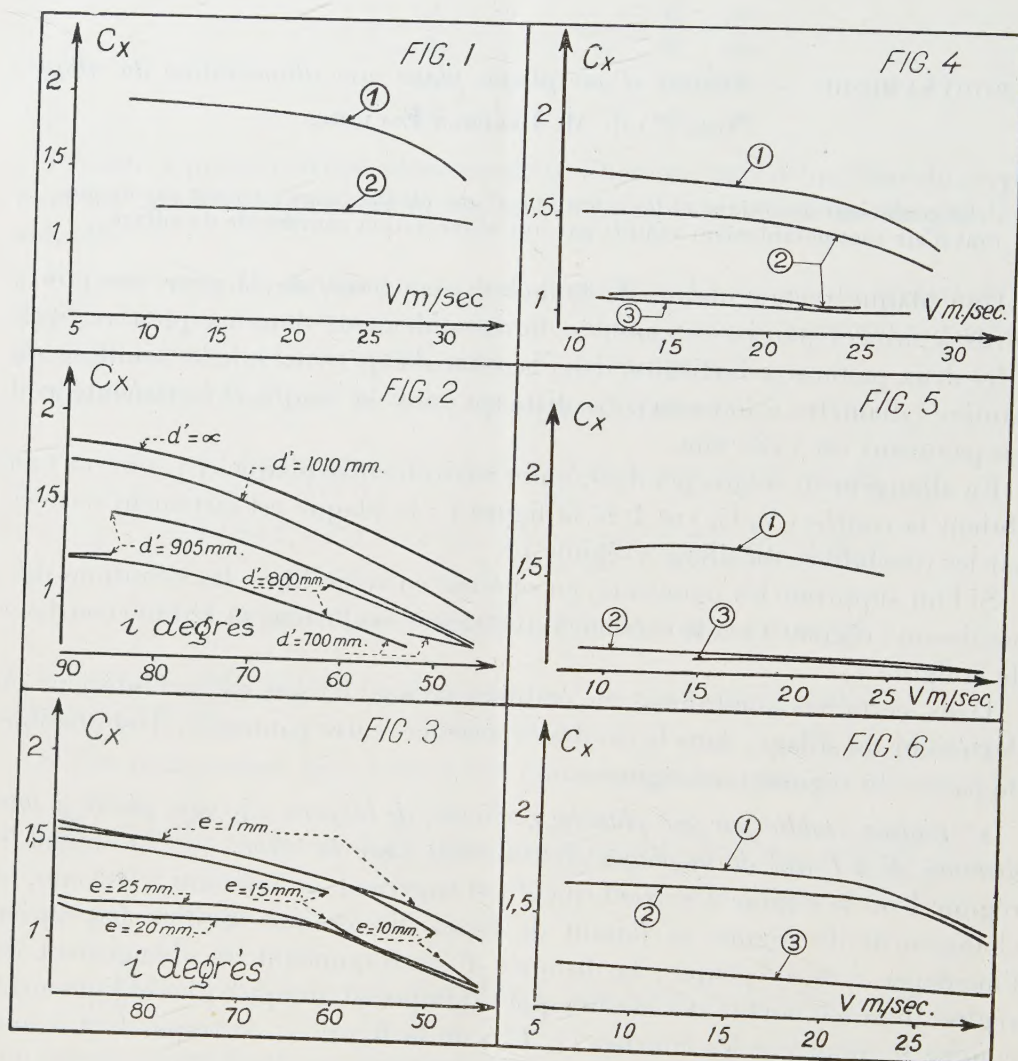 Cx FIG. 1
2
①
1,5
②
1
V m/sec
5 10 15 20 25 30
Cx FIG. 2
2
d'=∝
d'=1010 mm.
1,5
d'=905 mm.
d'=800 mm.
1
i degrés
d'=700 mm.
90 80 70 60 50
Cx FIG. 3
2
1,5
e=1 mm.
e=25 mm.
e=15 mm.
e=20 mm.
e=10 mm.
1
i degrés
80 70 60 50
Cx FIG. 4
2
①
1,5
②
1
③
V m/sec.
10 15 20 25 30
Cx FIG. 5
2
①
1,5
②
1
10 15 20 25 V m/sec.
Cx FIG. 6
2
①
1,5
②
③
1
V m/sec.
5 10 15 20 25